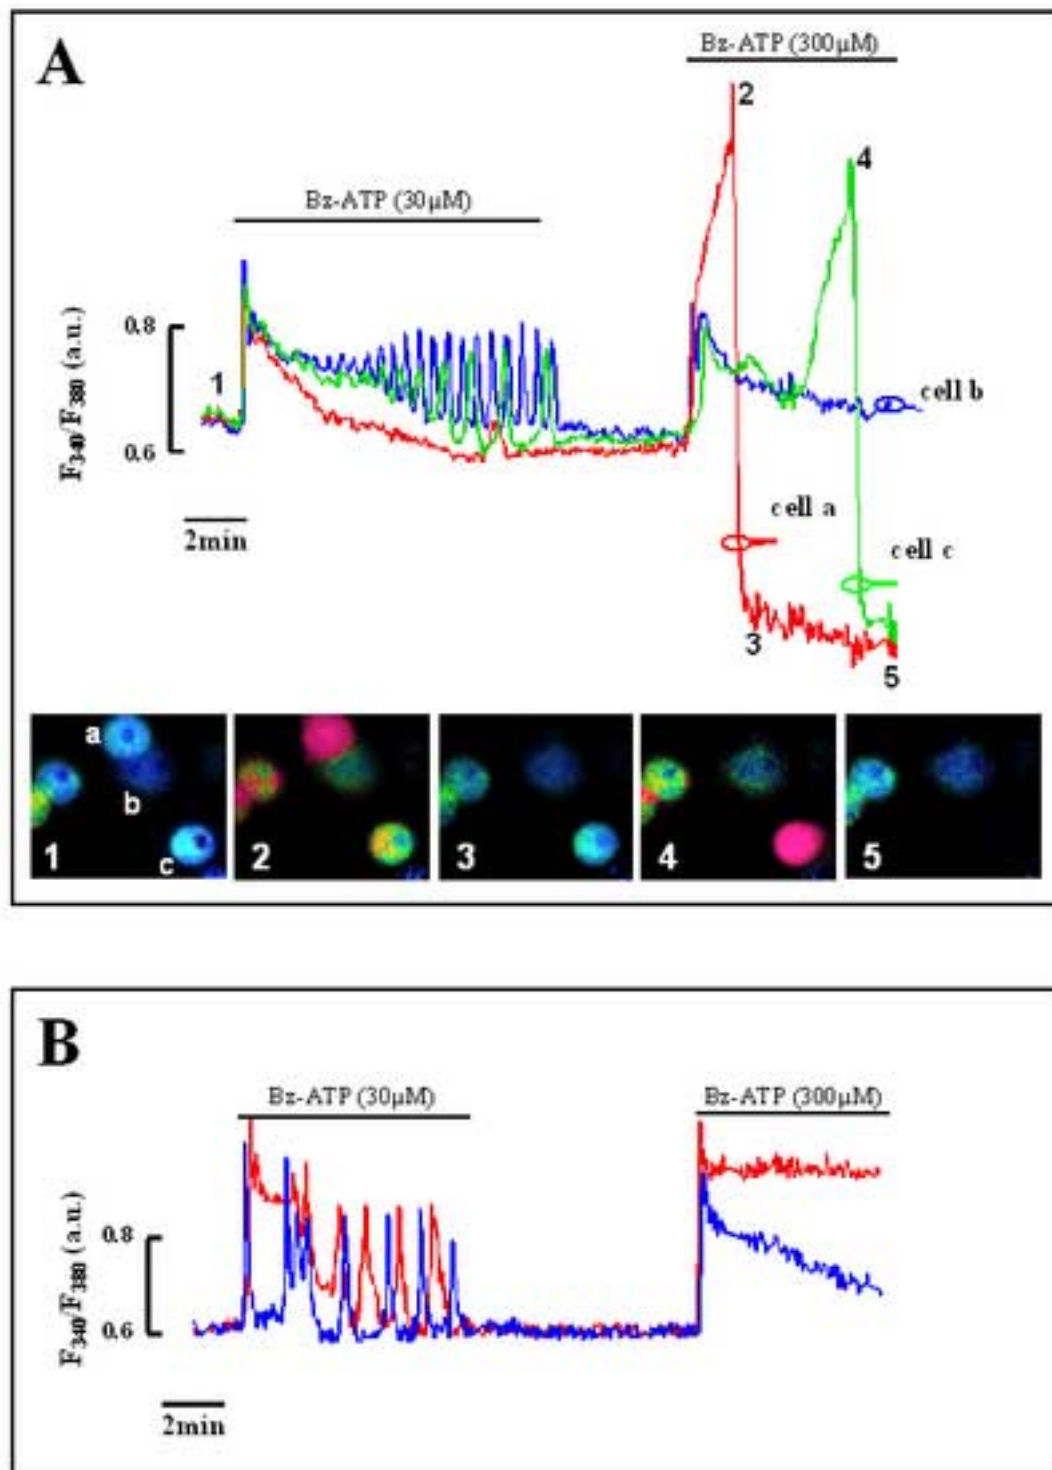 A
Bz-ATP (300µM)
2
4
Bz-ATP (30µM)
F340/F380 (a.u.)
0.8
1
cell b
0.6
cell a
2min
cell c
3
5
a
b
c
1
2
3
4
5
B
Bz-ATP (30µM)
Bz-ATP (300µM)
F340/F380 (a.u.)
0.8
0.6
2min